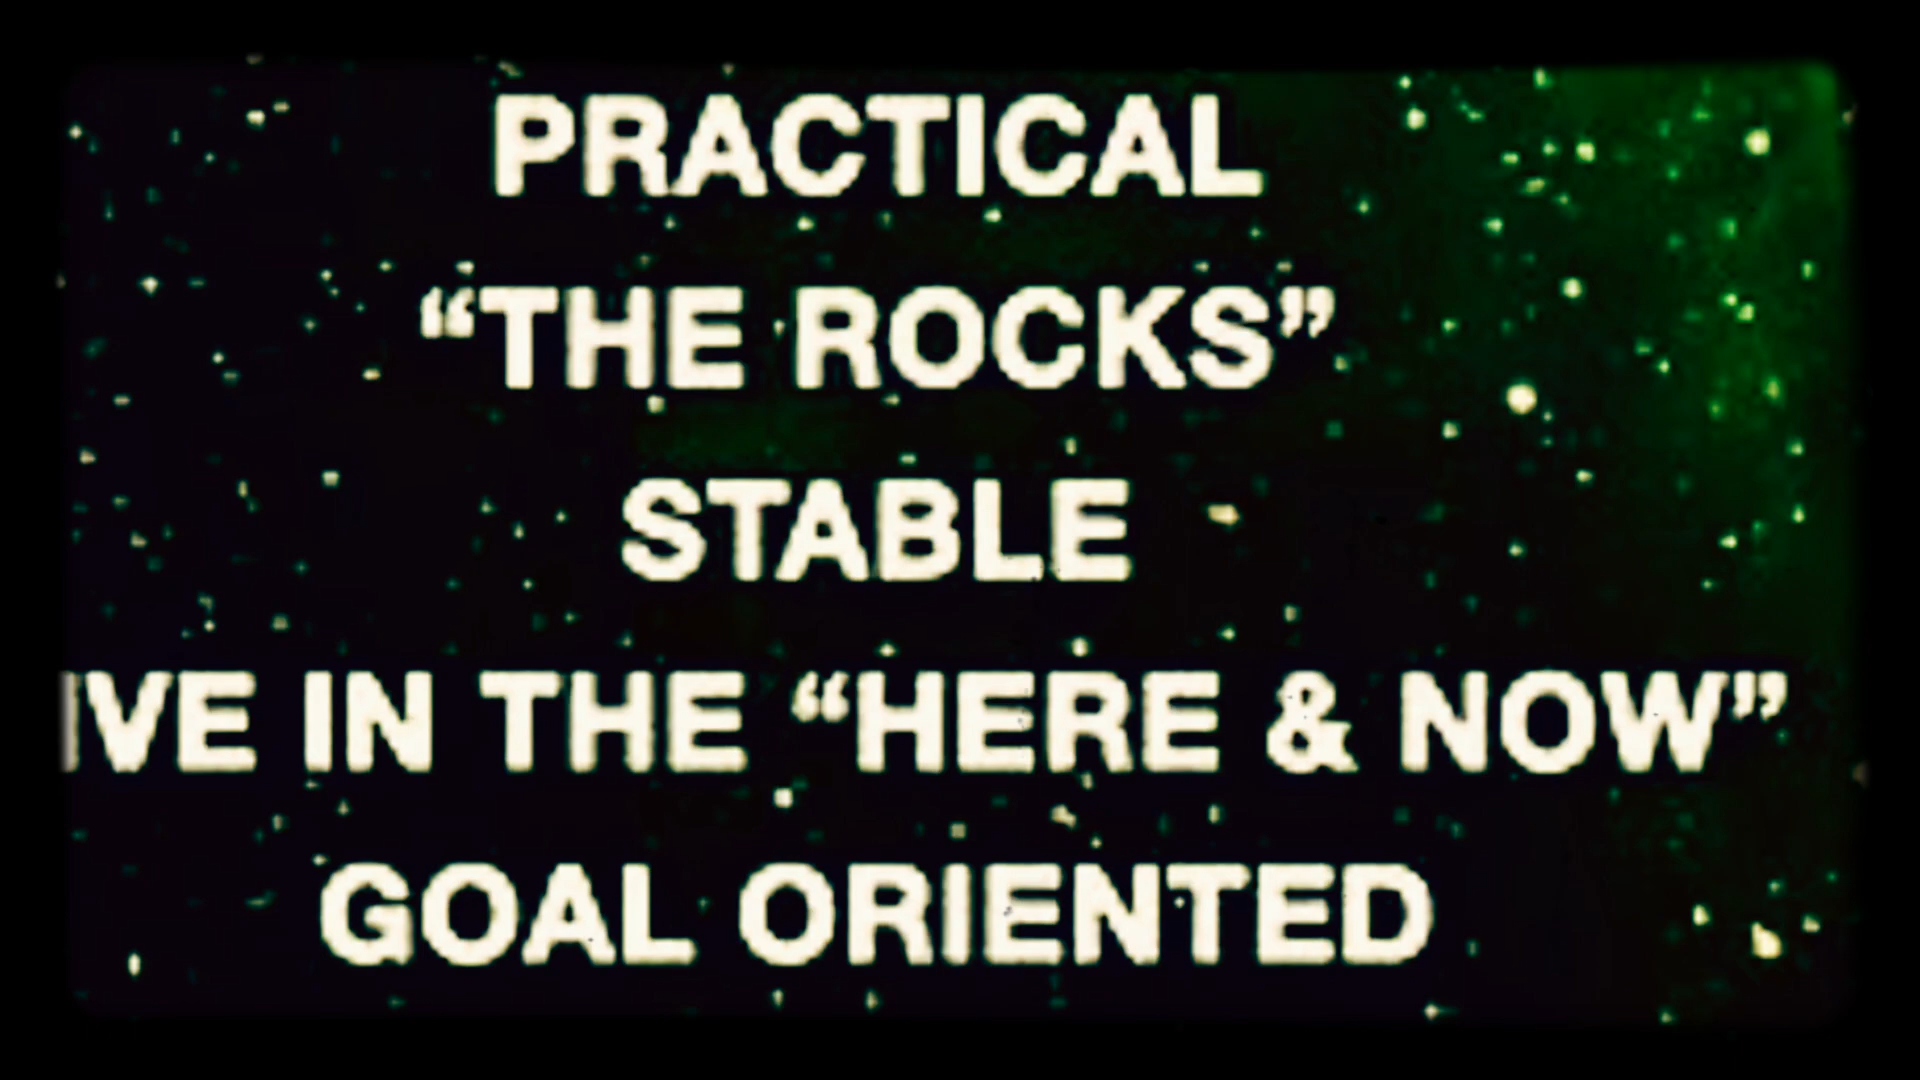 PRACTICAL
“THE ROCKS”
STABLE
IVE IN THE “HERE & NOW”
GOAL ORIENTED